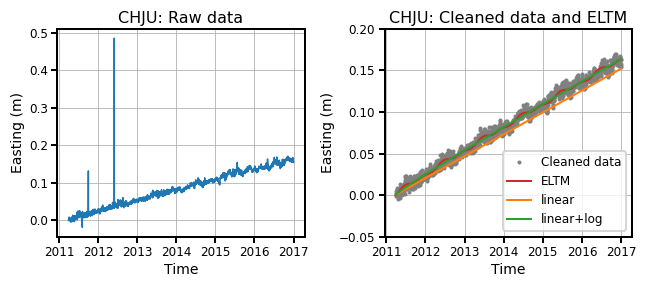 CHJU: Raw data
0.5
0.4
0.3
0.2
0.1
0.0
Easting (m)
2011 2012 2013 2014 2015 2016 2017
Time
CHJU: Cleaned data and ELTM
0.20
0.15
0.10
0.05
0.00
−0.05
Easting (m)
Cleaned data
ELTM
linear
linear+log
2011 2012 2013 2014 2015 2016 2017
Time